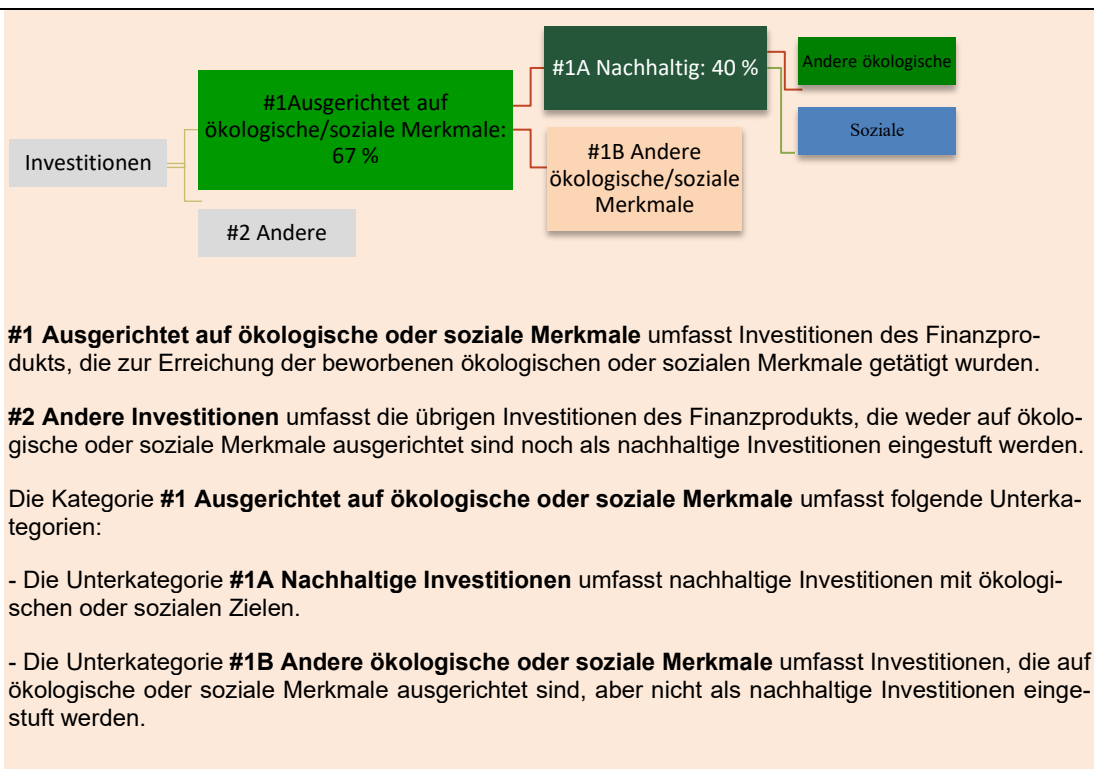 Investitionen
#1Ausgerichtet auf
ökologische/soziale Merkmale:
67 %
#2 Andere
#1A Nachhaltig: 40 %
#1B Andere
ökologische/soziale
Merkmale
Andere ökologische
Soziale
#1 Ausgerichtet auf ökologische oder soziale Merkmale umfasst Investitionen des Finanzpro-
dukts, die zur Erreichung der beworbenen ökologischen oder sozialen Merkmale getätigt wurden.
#2 Andere Investitionen umfasst die übrigen Investitionen des Finanzprodukts, die weder auf ökolo-
gische oder soziale Merkmale ausgerichtet sind noch als nachhaltige Investitionen eingestuft werden.
Die Kategorie #1 Ausgerichtet auf ökologische oder soziale Merkmale umfasst folgende Unterka-
tegorien:
- Die Unterkategorie #1A Nachhaltige Investitionen umfasst nachhaltige Investitionen mit ökologi-
schen oder sozialen Zielen.
- Die Unterkategorie #1B Andere ökologische oder soziale Merkmale umfasst Investitionen, die auf
ökologische oder soziale Merkmale ausgerichtet sind, aber nicht als nachhaltige Investitionen einge-
stuft werden.